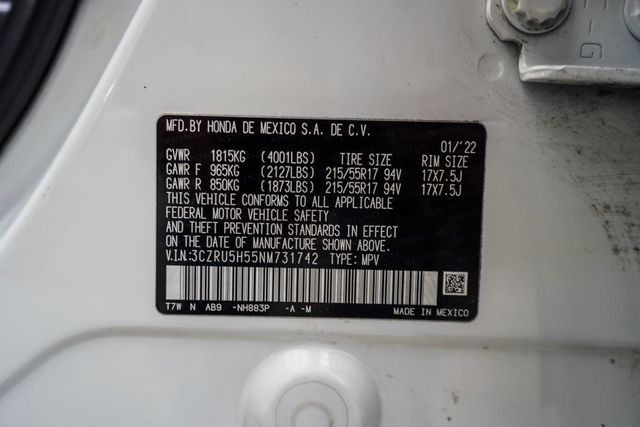 MFD.BY HONDA DE MEXICO S.A. DE C.V.
01/'22
GVWR 1815KG (4001LBS) TIRE SIZE RIM SIZE
GAWR F 965KG (2127LBS) 215/55R17 94V 17X7.5J
GAWR R 850KG (1873LBS) 215/55R17 94V 17X7.5J
THIS VEHICLE CONFORMS TO ALL APPLICABLE
FEDERAL MOTOR VEHICLE SAFETY
AND THEFT PREVENTION STANDARDS IN EFFECT
ON THE DATE OF MANUFACTURE SHOWN ABOVE.
V.I.N:3CZRU5H55NM731742 TYPE: MPV
T7W N AB9 -NH883P -A -M MADE IN MEXICO